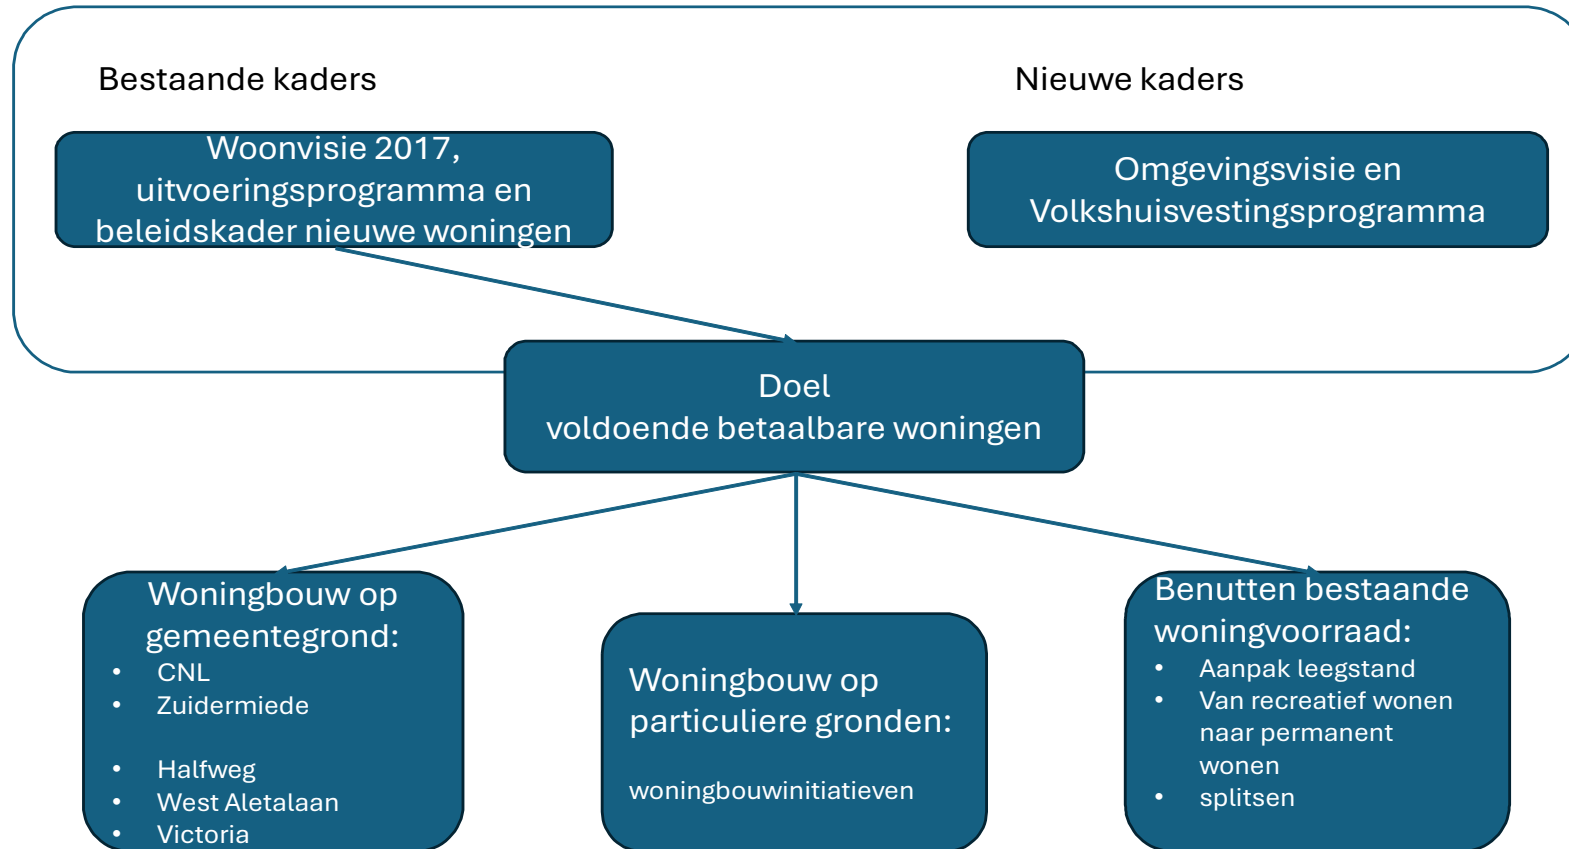 Bestaande kaders
Nieuwe kaders
Woonvisie 2017,
uitvoeringsprogramma en
beleidskader nieuwe woningen
Omgevingsvisie en
Volkshuisvestingsprogramma
Doel
voldoende betaalbare woningen
Woningbouw op
gemeentegrond:
• CNL
• Zuidermiede
• Halfweg
• West Aletalaan
• Victoria
Woningbouw op
particuliere gronden:
woningbouwinitiatieven
Benutten bestaande
woningvoorraad:
• Aanpak leegstand
• Van recreatief wonen
naar permanent
wonen
• splitsen